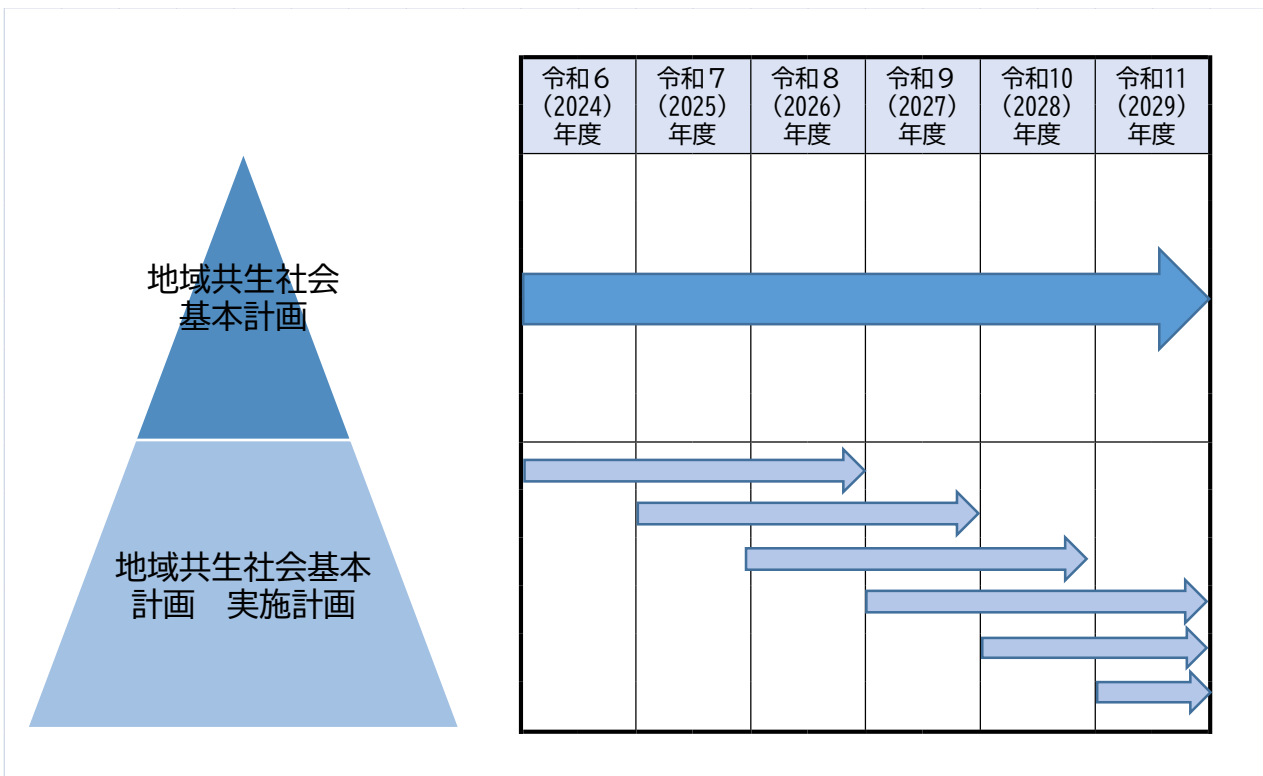 令和６
（2024）
年度
令和７
（2025）
年度
令和８
（2026）
年度
令和９
（2027）
年度
令和10
（2028）
年度
令和11
（2029）
年度
地域共生社会
基本計画
地域共生社会基本
計画　実施計画